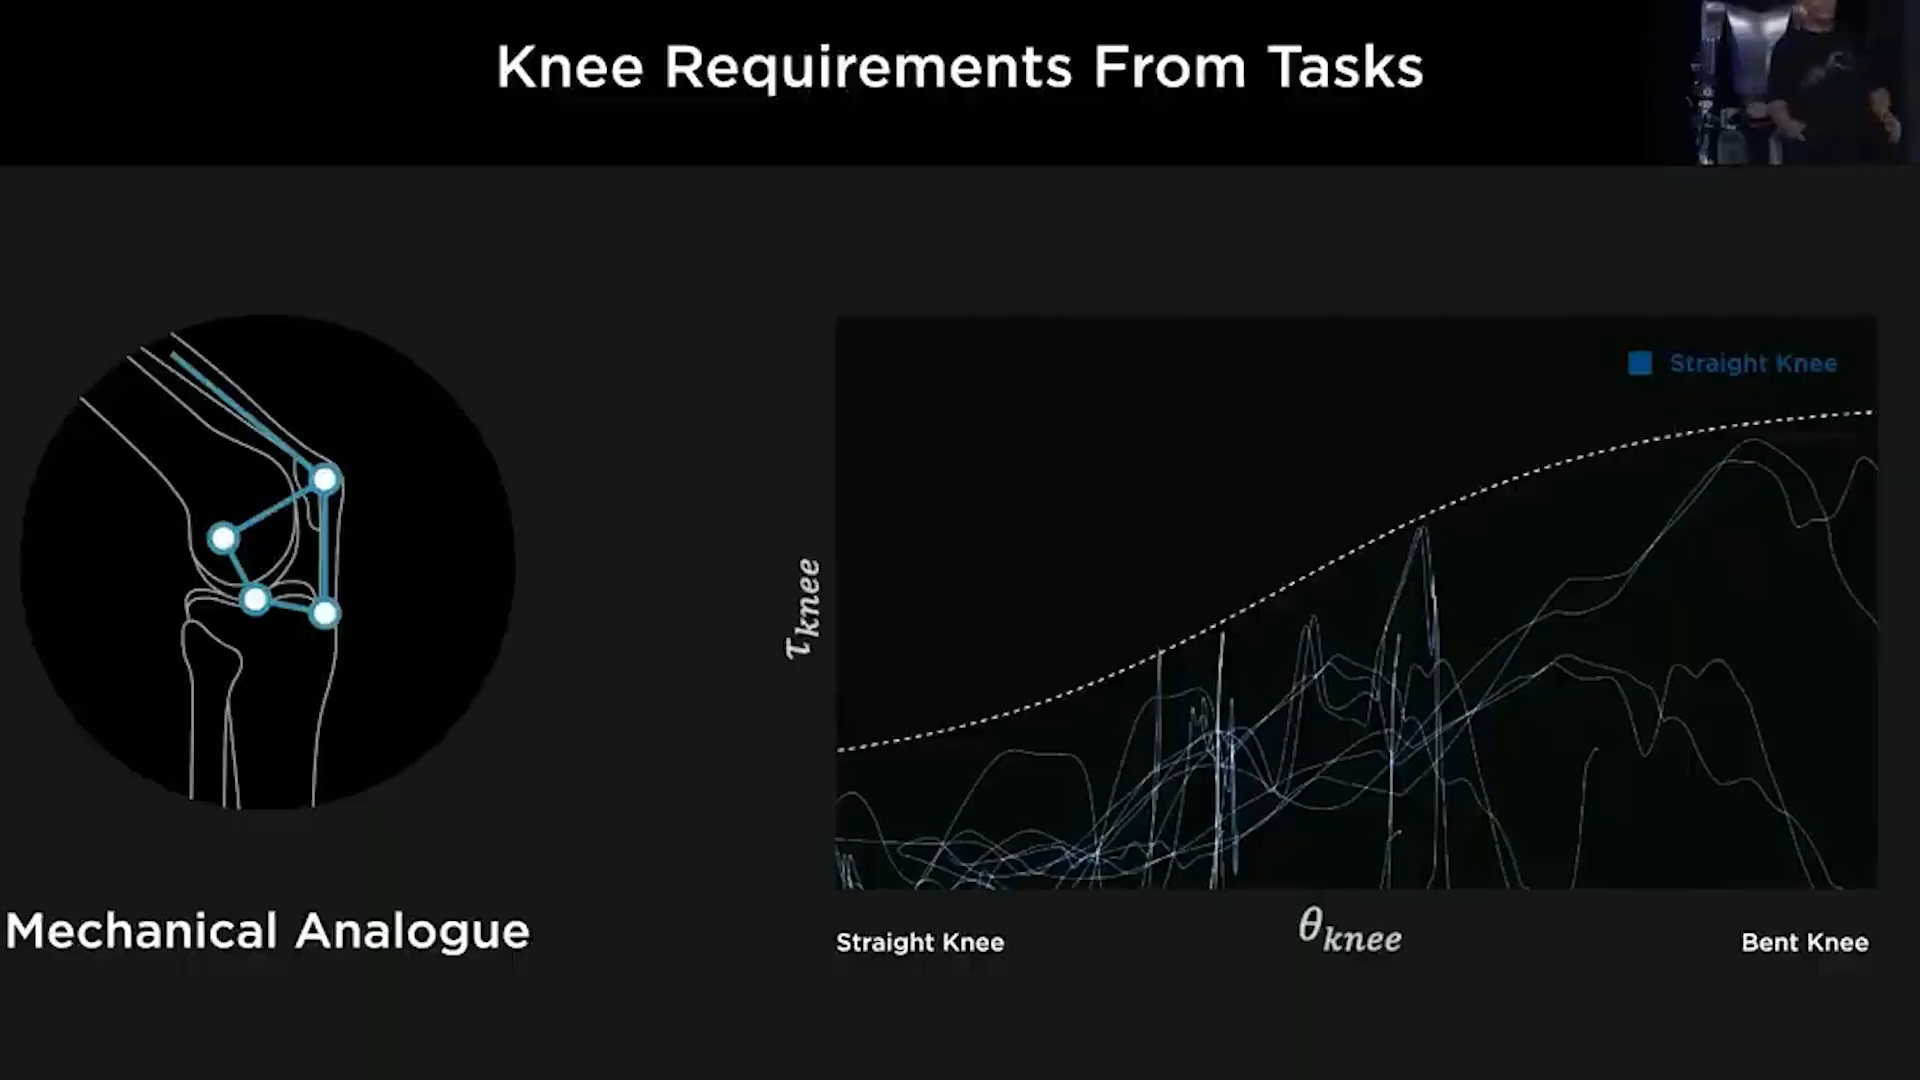 Knee Requirements From Tasks
Straight Knee
τknee
Straight Knee
θknee
Bent Knee
Mechanical Analogue